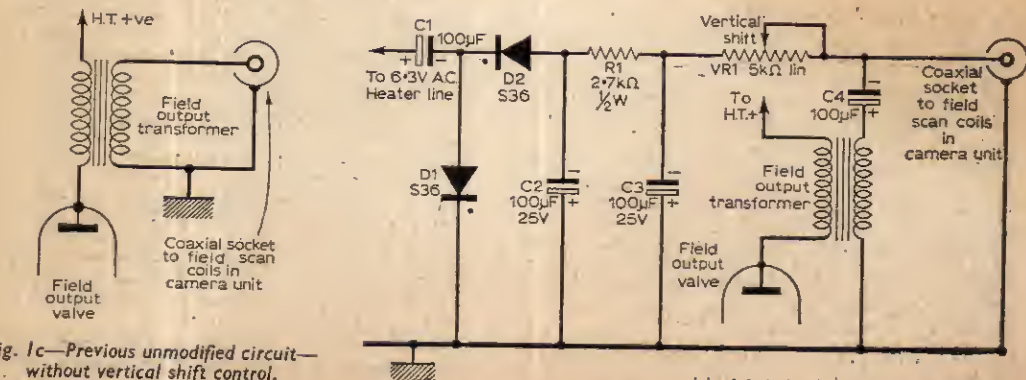 H.T. +ve
Field
output
transformer
Coaxial socket
to field scan
coils in
camera unit
Field
output
valve
Fig. 1c—Previous unmodified circuit—
without vertical shift control.
C1
100µF
+ -
To 6·3V A.C.
Heater line
D2
S36
D1
S36
R1
2·7kΩ
½W
C2
100µF
25V
-
+
C3
100µF
25V
-
+
Vertical
shift
VR1 5kΩ lin
To
H.T.+
C4
100µF
-
+
Field
output
transformer
Field
output
valve
Coaxial
socket
to field
scan coils
in
camera unit